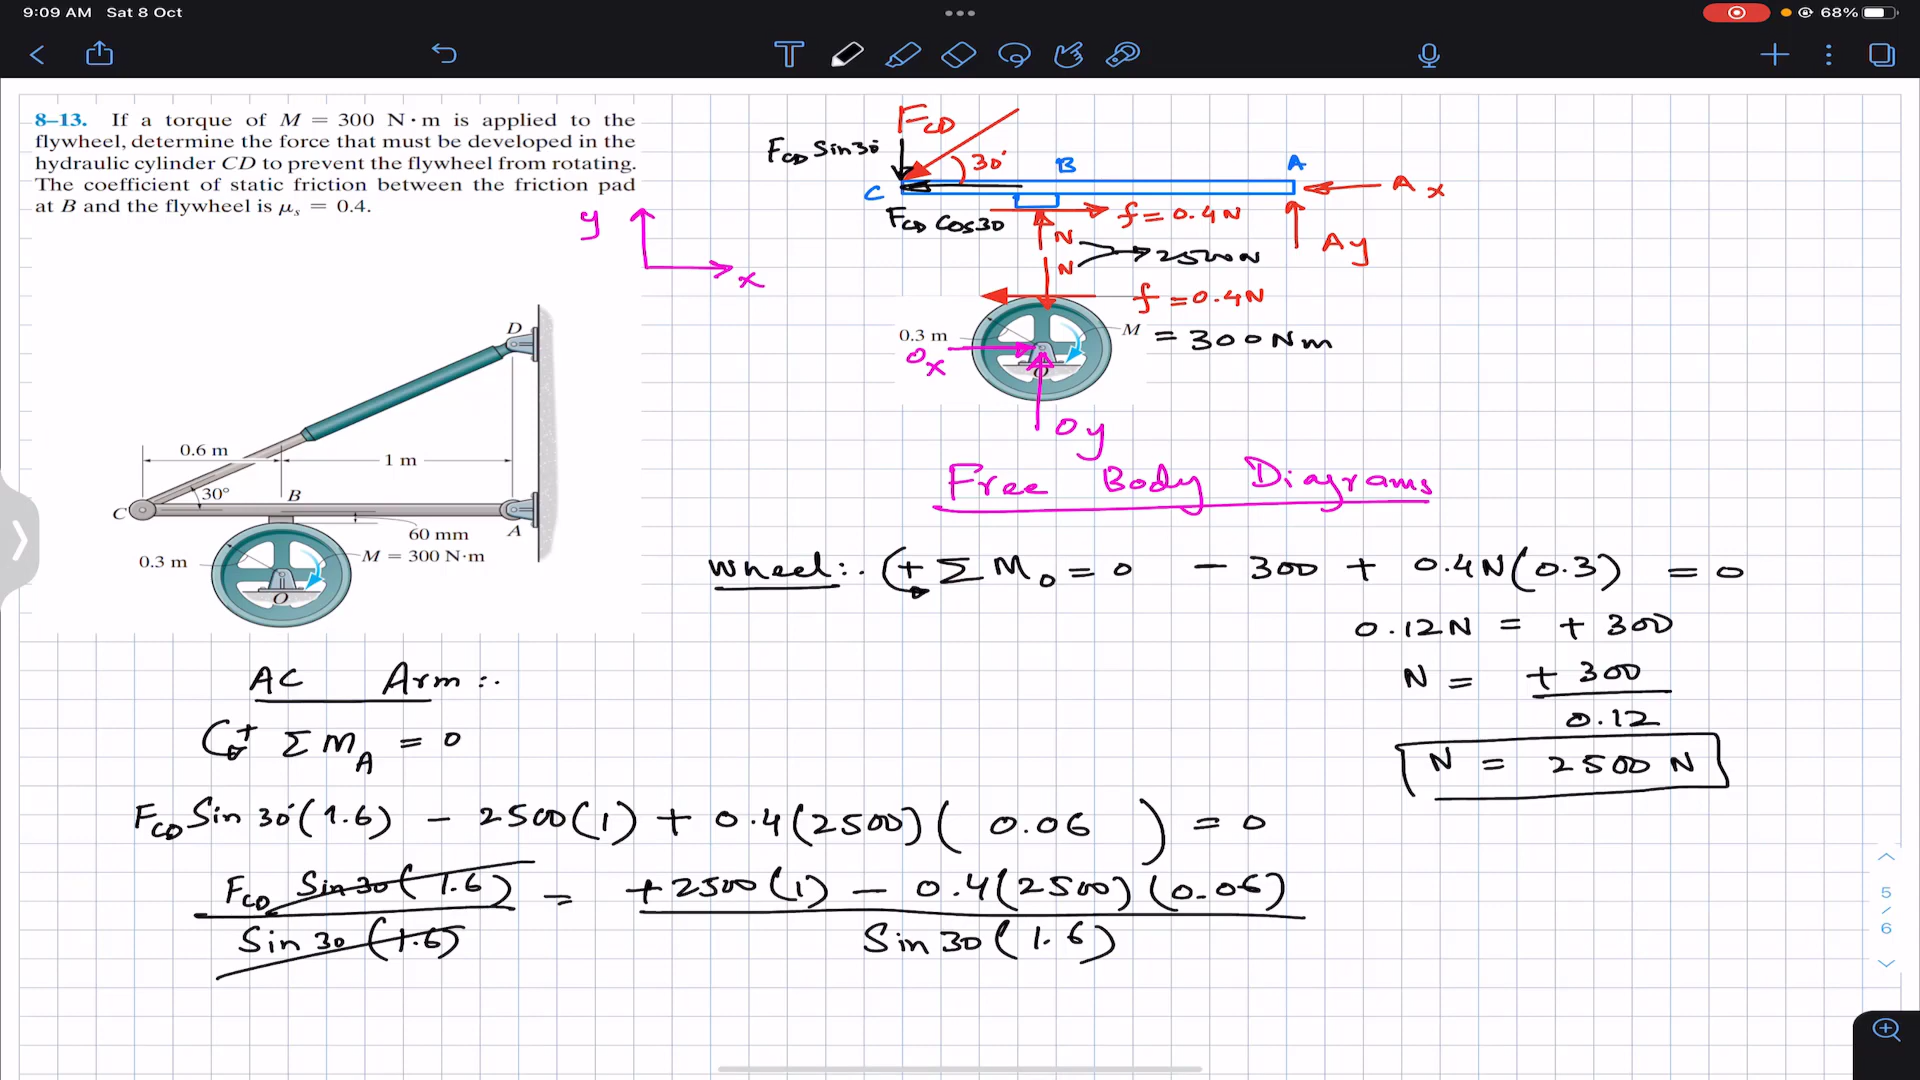 9:09 AM Sat 8 Oct
68%
8–13. If a torque of M = 300 N·m is applied to the
flywheel, determine the force that must be developed in the
hydraulic cylinder CD to prevent the flywheel from rotating.
The coefficient of static friction between the friction pad
at B and the flywheel is μs = 0.4.
y
x
D
0.6 m
1 m
30°
B
C
60 mm
A
0.3 m
M = 300 N·m
O
FCD
FCD Sin 30°
30°
B
A
C
Ax
FCD Cos30
f = 0.4N
N
Ay
N
2500N
f = 0.4N
0.3 m
M = 300Nm
Ox
O
Oy
Free Body Diagrams
Wheel:. + Σ MO = 0 − 300 + 0.4N(0.3) = 0
0.12N = + 300
N = + 300
0.12
N = 2500 N
AC Arm :.
+ Σ MA = 0
FCD Sin 30°(1.6) − 2500(1) + 0.4(2500)( 0.06 ) = 0
FCD Sin30(1.6) = +2500(1) − 0.4(2500)(0.06)
Sin 30 (1.6) Sin 30(1.6)
5
/
6